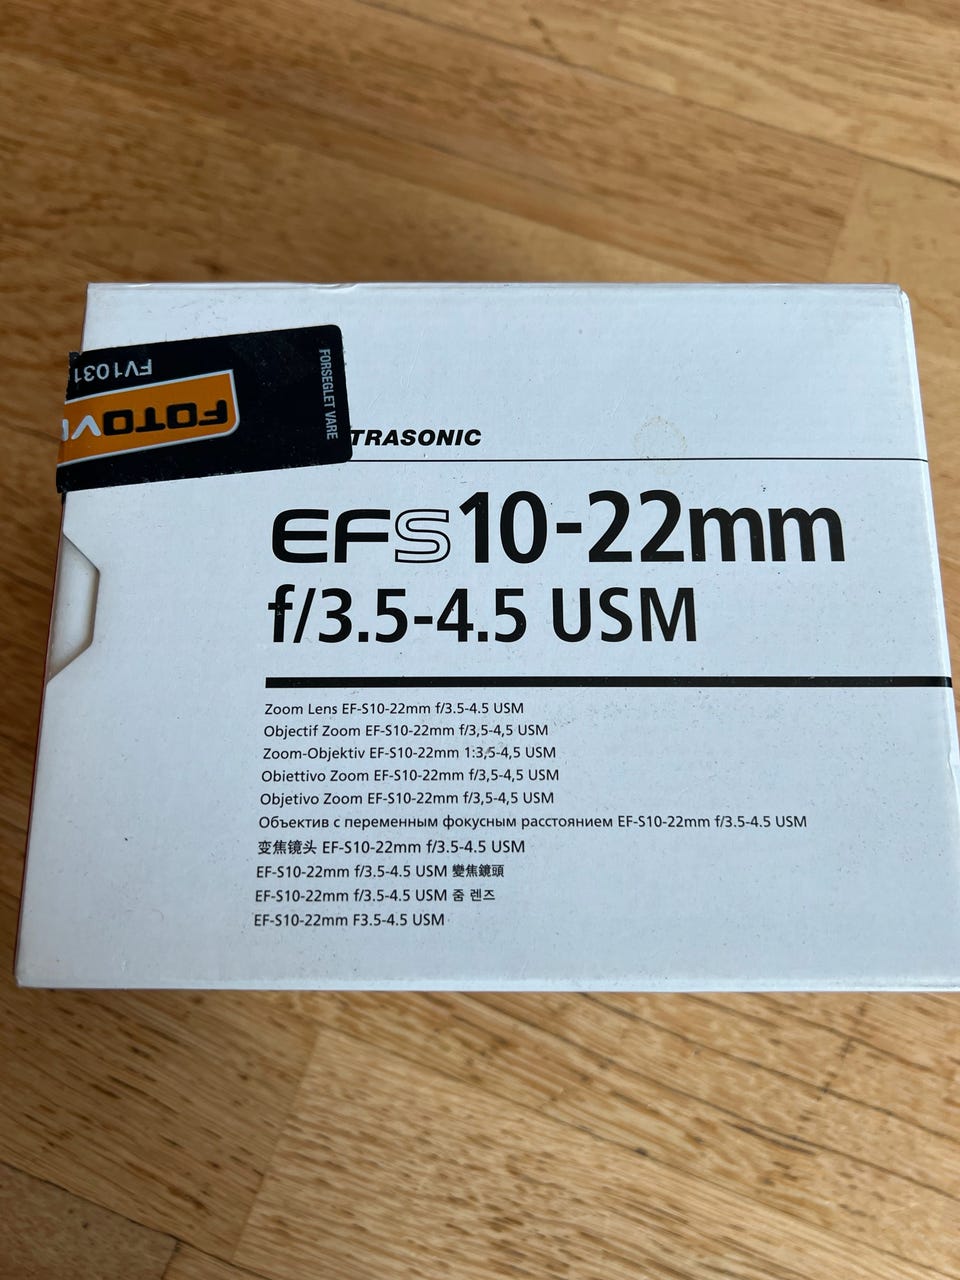 FORSEGLET VARE
FV1031
FOTOV
TRASONIC
EFS10-22mm
f/3.5-4.5 USM
Zoom Lens EF-S10-22mm f/3.5-4.5 USM
Objectif Zoom EF-S10-22mm f/3,5-4,5 USM
Zoom-Objektiv EF-S10-22mm 1:3,5-4,5 USM
Obiettivo Zoom EF-S10-22mm f/3,5-4,5 USM
Objetivo Zoom EF-S10-22mm f/3,5-4,5 USM
Объектив с переменным фокусным расстоянием EF-S10-22mm f/3.5-4.5 USM
变焦镜头 EF-S10-22mm f/3.5-4.5 USM
EF-S10-22mm f/3.5-4.5 USM 變焦鏡頭
EF-S10-22mm f/3.5-4.5 USM 줌 렌즈
EF-S10-22mm F3.5-4.5 USM